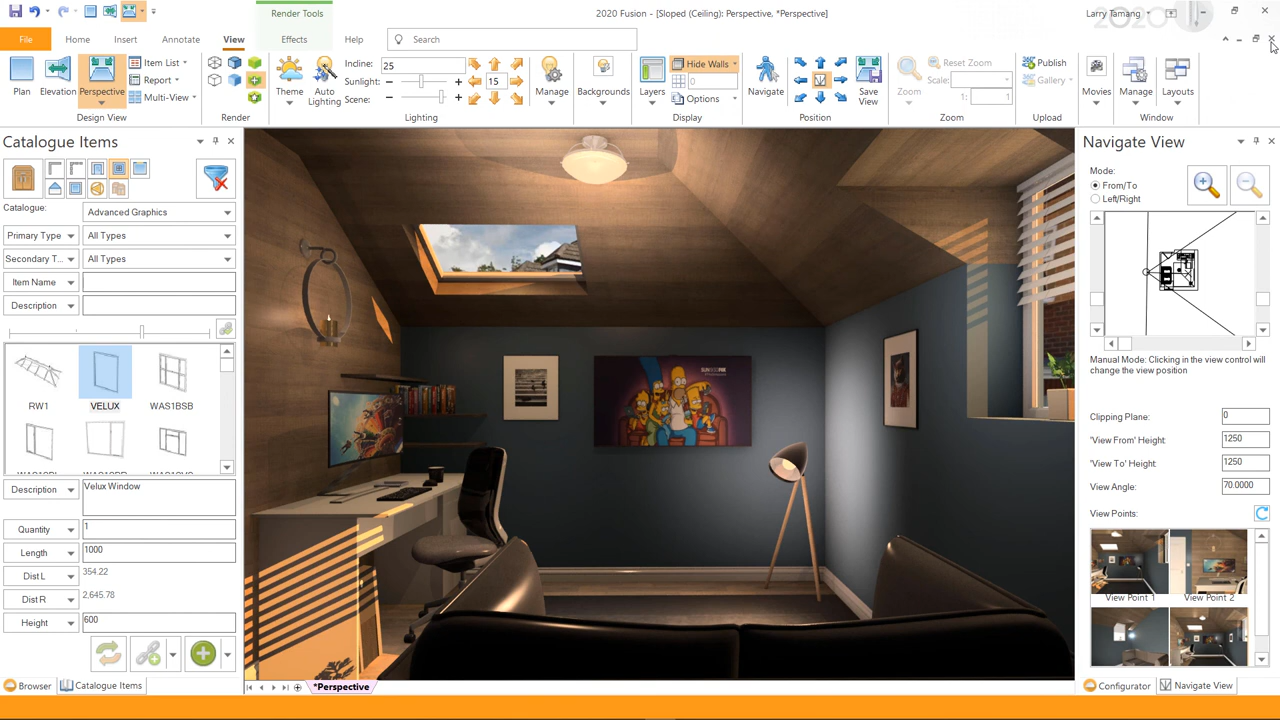 Render Tools
2020 Fusion - [Sloped (Ceiling): Perspective, *Perspective]
Larry Tamang
2020
File
Home
Insert
Annotate
View
Effects
Help
Search
Plan
Elevation
Perspective
Item List
Report
Multi-View
Design View
Render
Theme
Auto
Lighting
Incline:
25
Sunlight:
15
Scene:
Lighting
Manage
Backgrounds
Layers
Hide Walls
0
Options
Display
Navigate
Save
View
Position
Zoom
Reset Zoom
Scale:
1:
1
Zoom
Publish
Gallery
Upload
Movies
Manage
Layouts
Window
Catalogue Items
Catalogue:
Advanced Graphics
Primary Type
All Types
Secondary T...
All Types
Item Name
Description
RW1
VELUX
WAS1BSB
Description
Velux Window
Quantity
1
Length
1000
Dist L
354.22
Dist R
2,645.78
Height
600
Browser
Catalogue Items
*Perspective
Navigate View
Mode:
From/To
Left/Right
Manual Mode: Clicking in the view control will
change the view position
Clipping Plane:
0
'View From' Height:
1250
'View To' Height:
1250
View Angle:
70.0000
View Points:
View Point 1
View Point 2
Configurator
Navigate View